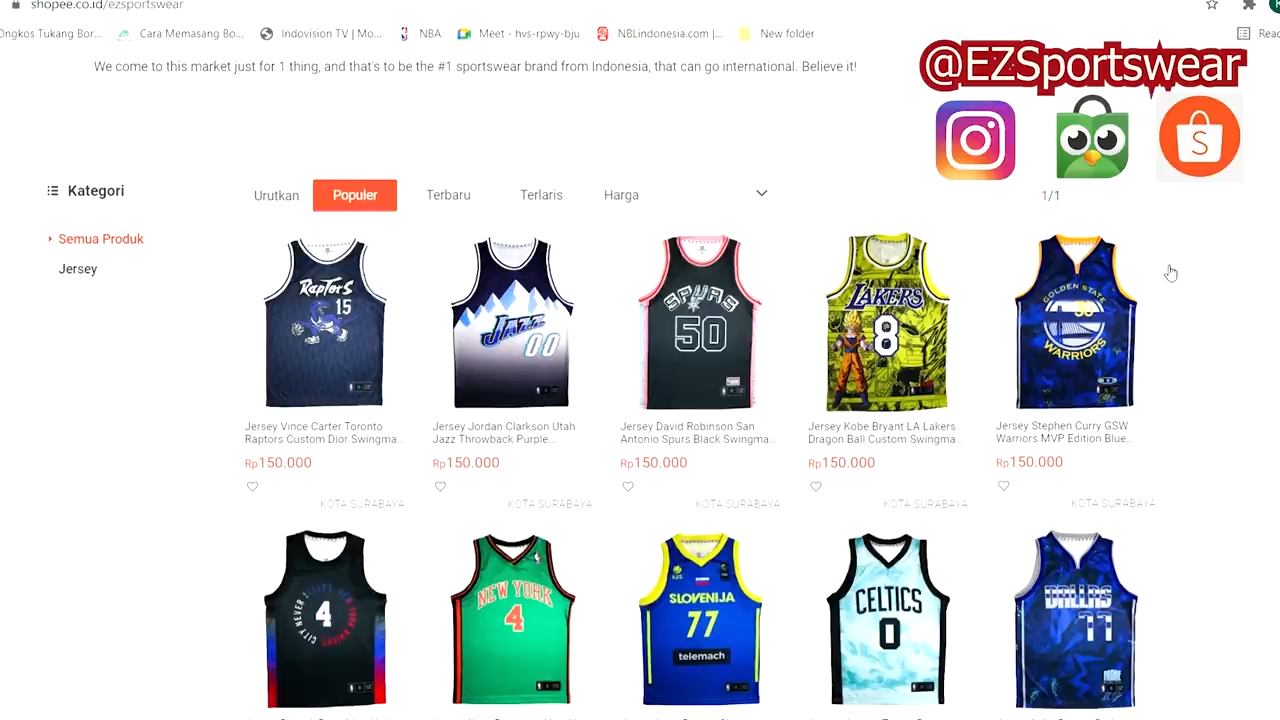 shopee.co.id/ezsportswear
Ongkos Tukang Bor...
Cara Memasang Bo...
Indovision TV | Mo...
NBA
Meet - hvs-rpwy-bju
NBLIndonesia.com |...
New folder
We come to this market just for 1 thing, and that's to be the #1 sportswear brand from Indonesia, that can go international. Believe it!
@EZSportswear
S
Kategori
Urutkan
Populer
Terbaru
Terlaris
Harga
1/1
Semua Produk
Jersey
RAPTORS
15
JAZZ
00
SPURS
50
LAKERS
8
GOLDEN STATE
30
WARRIORS
Jersey Vince Carter Toronto
Raptors Custom Dior Swingma...
Jersey Jordan Clarkson Utah
Jazz Throwback Purple...
Jersey David Robinson San
Antonio Spurs Black Swingma...
Jersey Kobe Bryant LA Lakers
Dragon Ball Custom Swingma...
Jersey Stephen Curry GSW
Warriors MVP Edition Blue...
Rp150.000
Rp150.000
Rp150.000
Rp150.000
Rp150.000
KOTA SURABAYA
KOTA SURABAYA
KOTA SURABAYA
KOTA SURABAYA
KOTA SURABAYA
4
NEW YORK
4
KZS
SLOVENIJA
77
telemach
CELTICS
0
DALLAS
77